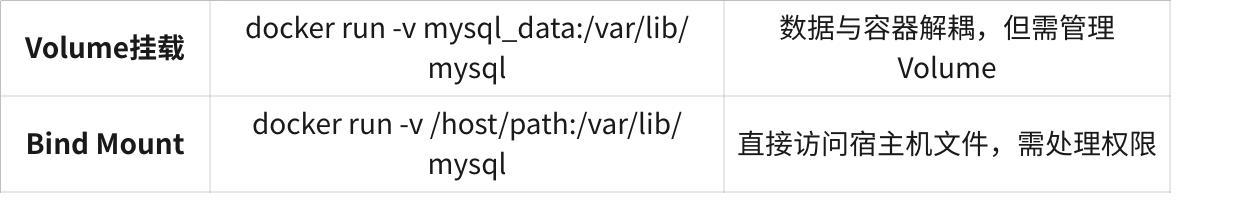 Volume挂载
docker run -v mysql_data:/var/lib/
mysql
数据与容器解耦，但需管理
Volume
Bind Mount
docker run -v /host/path:/var/lib/
mysql
直接访问宿主机文件，需处理权限